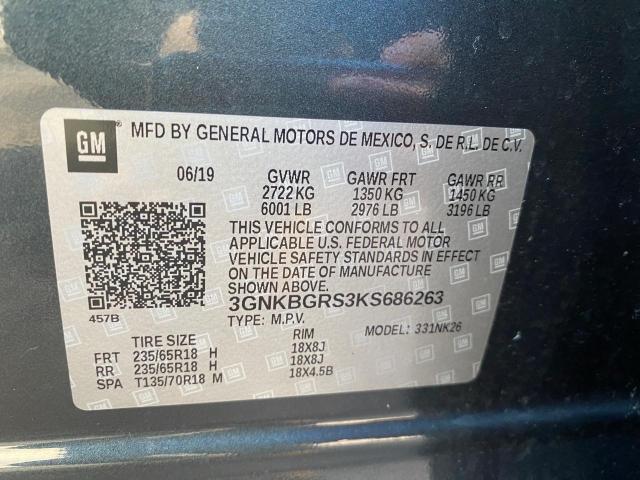 GM ® MFD BY GENERAL MOTORS DE MEXICO, S. DE R.L. DE C.V.
06/19 GVWR GAWR FRT GAWR RR
2722 KG 1350 KG 1450 KG
6001 LB 2976 LB 3196 LB
THIS VEHICLE CONFORMS TO ALL
APPLICABLE U.S. FEDERAL MOTOR
VEHICLE SAFETY STANDARDS IN EFFECT
ON THE DATE OF MANUFACTURE
SHOWN ABOVE.
3GNKBGRS3KS686263
457B TYPE: M.P.V. MODEL: 331NK26
TIRE SIZE RIM
FRT 235/65R18 H 18X8J
RR 235/65R18 H 18X8J
SPA T135/70R18 M 18X4.5B